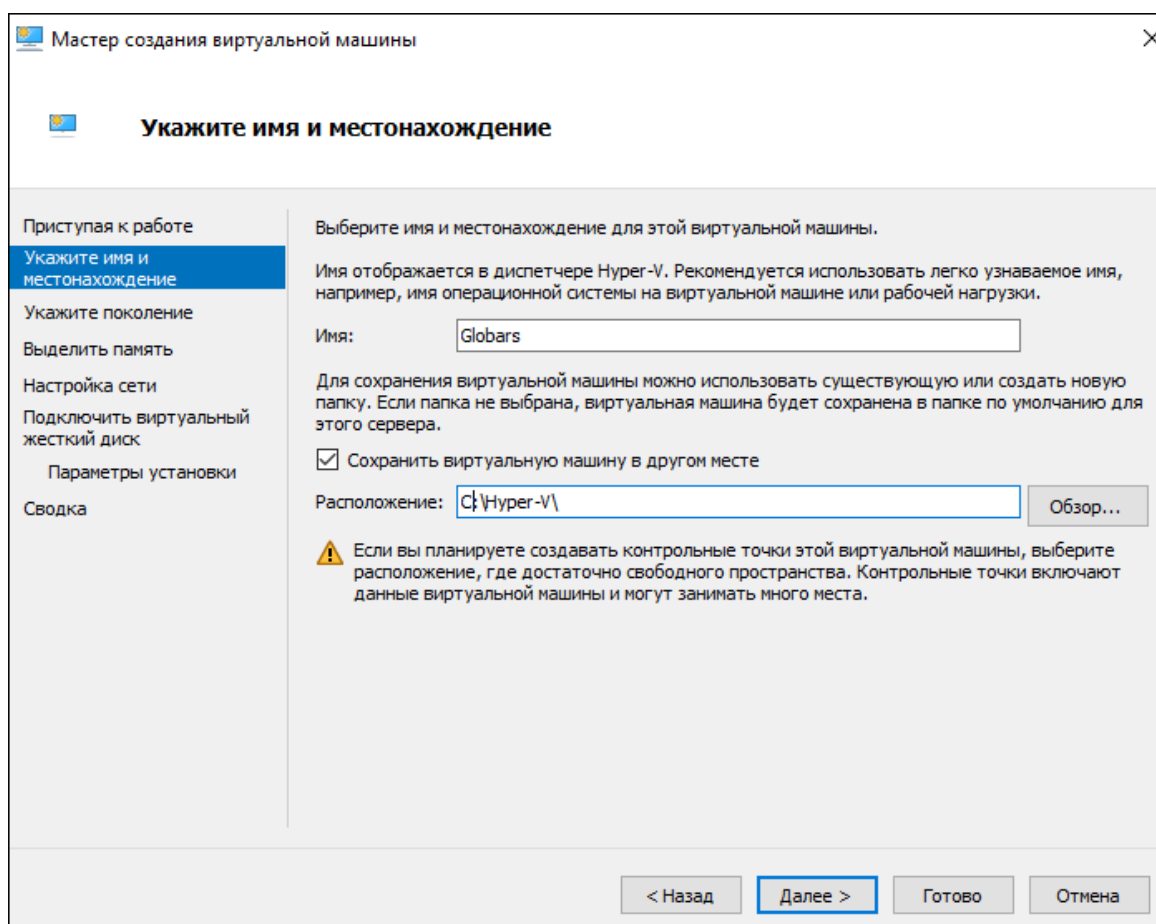 Мастер создания виртуальной машины
Укажите имя и местонахождение
Приступая к работе
Укажите имя и
местонахождение
Укажите поколение
Выделить память
Настройка сети
Подключить виртуальный
жесткий диск
Параметры установки
Сводка
Выберите имя и местонахождение для этой виртуальной машины.
Имя отображается в диспетчере Hyper-V. Рекомендуется использовать легко узнаваемое имя,
например, имя операционной системы на виртуальной машине или рабочей нагрузки.
Имя: Globars
Для сохранения виртуальной машины можно использовать существующую или создать новую
папку. Если папка не выбрана, виртуальная машина будет сохранена в папке по умолчанию для
этого сервера.
Сохранить виртуальную машину в другом месте
Расположение: C:\Hyper-V\ Обзор...
Если вы планируете создавать контрольные точки этой виртуальной машины, выберите
расположение, где достаточно свободного пространства. Контрольные точки включают
данные виртуальной машины и могут занимать много места.
< Назад Далее > Готово Отмена